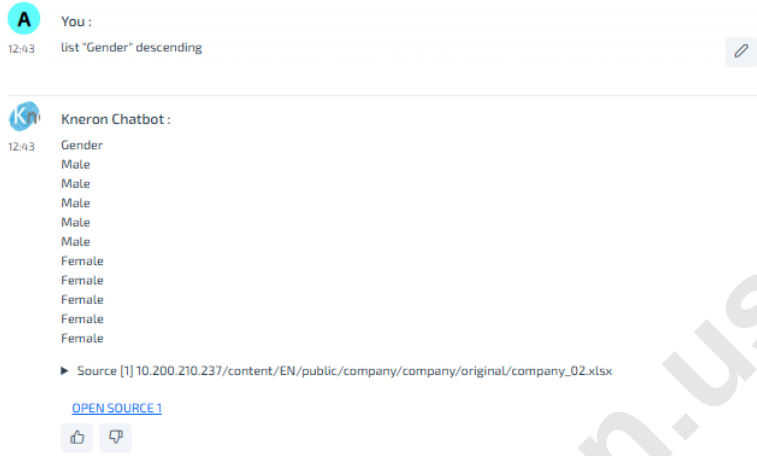 A
You :
12:43
list "Gender" descending
Kn
Kneron Chatbot :
12:43
Gender
Male
Male
Male
Male
Male
Female
Female
Female
Female
Female
▶ Source [1] 10.200.210.237/content/EN/public/company/company/original/company_02.xlsx
OPEN SOURCE 1
n.us